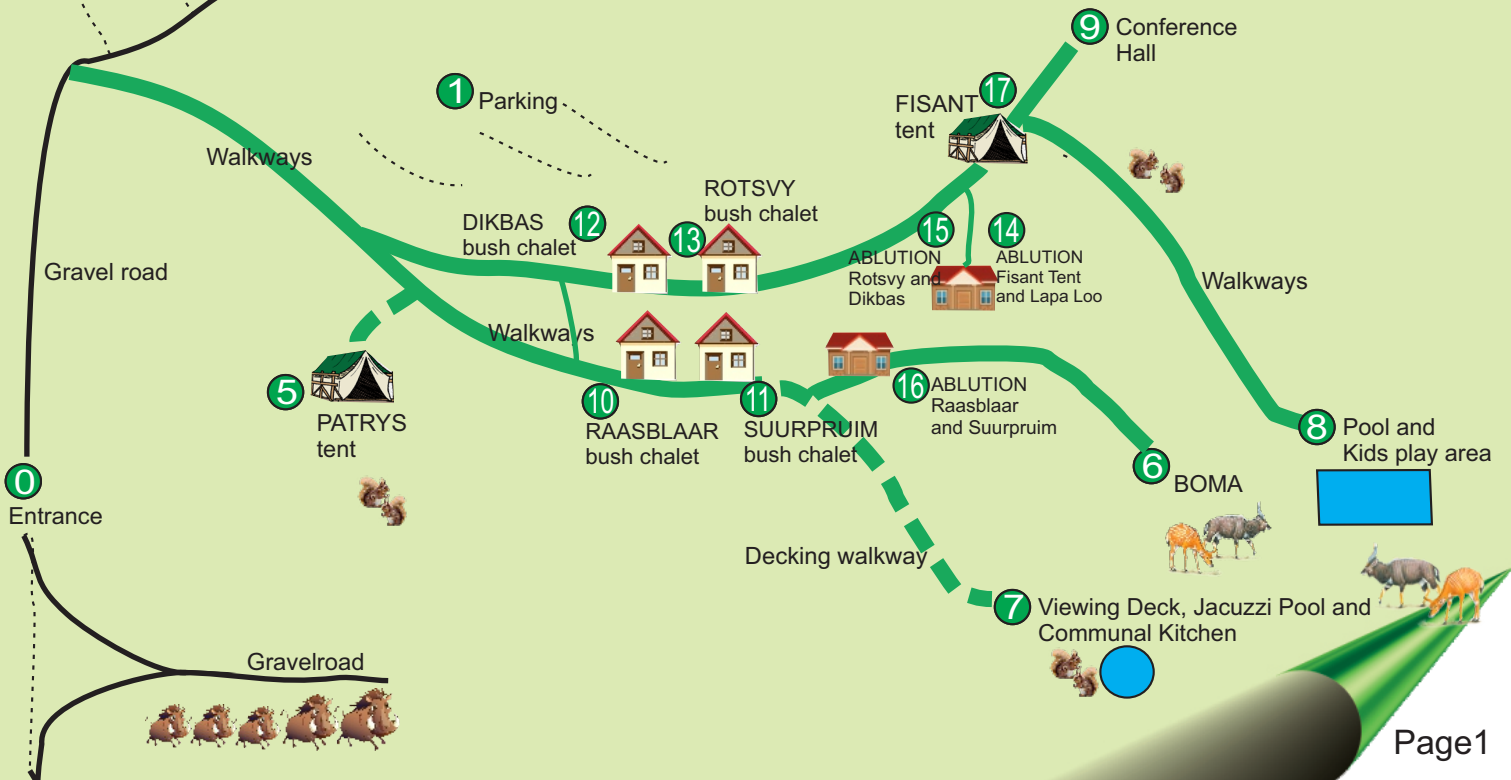 9 Conference
Hall
1 Parking
FISANT 17
tent
Walkways
ROTSVY
bush chalet
DIKBAS 12
bush chalet
13
15
ABLUTION
Rotsvy and
Dikbas
14
ABLUTION
Fisant Tent
and Lapa Loo
Gravel road
Walkways
Walkways
5
PATRYS
tent
10
RAASBLAAR
bush chalet
11
SUURPRUIM
bush chalet
16 ABLUTION
Raasblaar
and Suurpruim
8 Pool and
Kids play area
6
BOMA
0
Entrance
Decking walkway
7 Viewing Deck, Jacuzzi Pool and
Communal Kitchen
Gravelroad
Page1